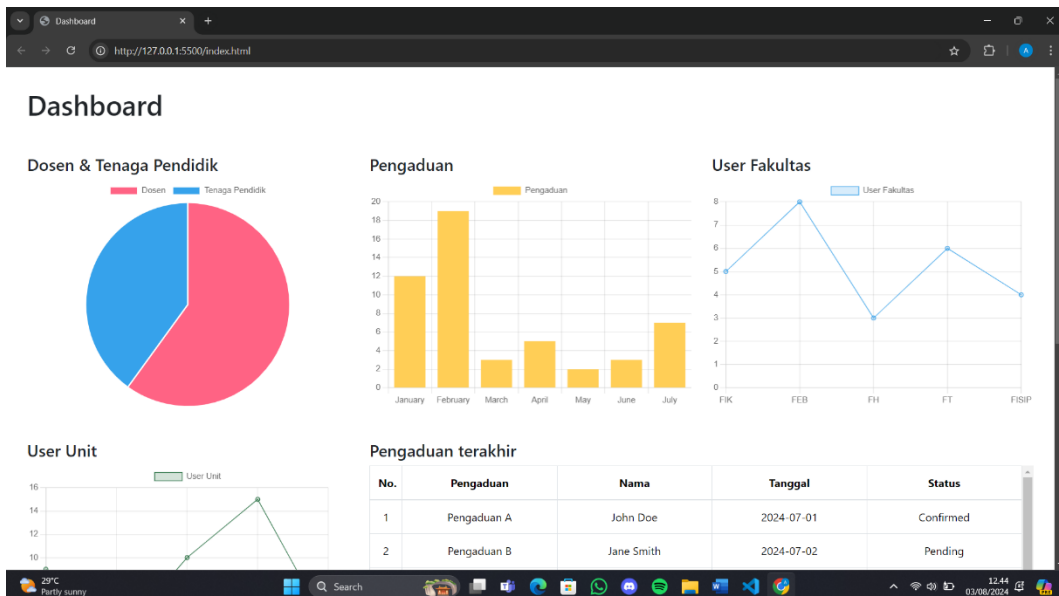 Dashboard
http://127.0.0.1:5500/index.html
A
Dashboard
Dosen & Tenaga Pendidik
Dosen Tenaga Pendidik
Pengaduan
Pengaduan
20
18
16
14
12
10
8
6
4
2
0
January February March April May June July
User Fakultas
User Fakultas
8
7
6
5
4
3
2
1
0
FIK FEB FH FT FISIP
User Unit
User Unit
16
14
12
10
Pengaduan terakhir
No. Pengaduan Nama Tanggal Status
1 Pengaduan A John Doe 2024-07-01 Confirmed
2 Pengaduan B Jane Smith 2024-07-02 Pending
29°C
Partly sunny
Search
12.44
03/08/2024